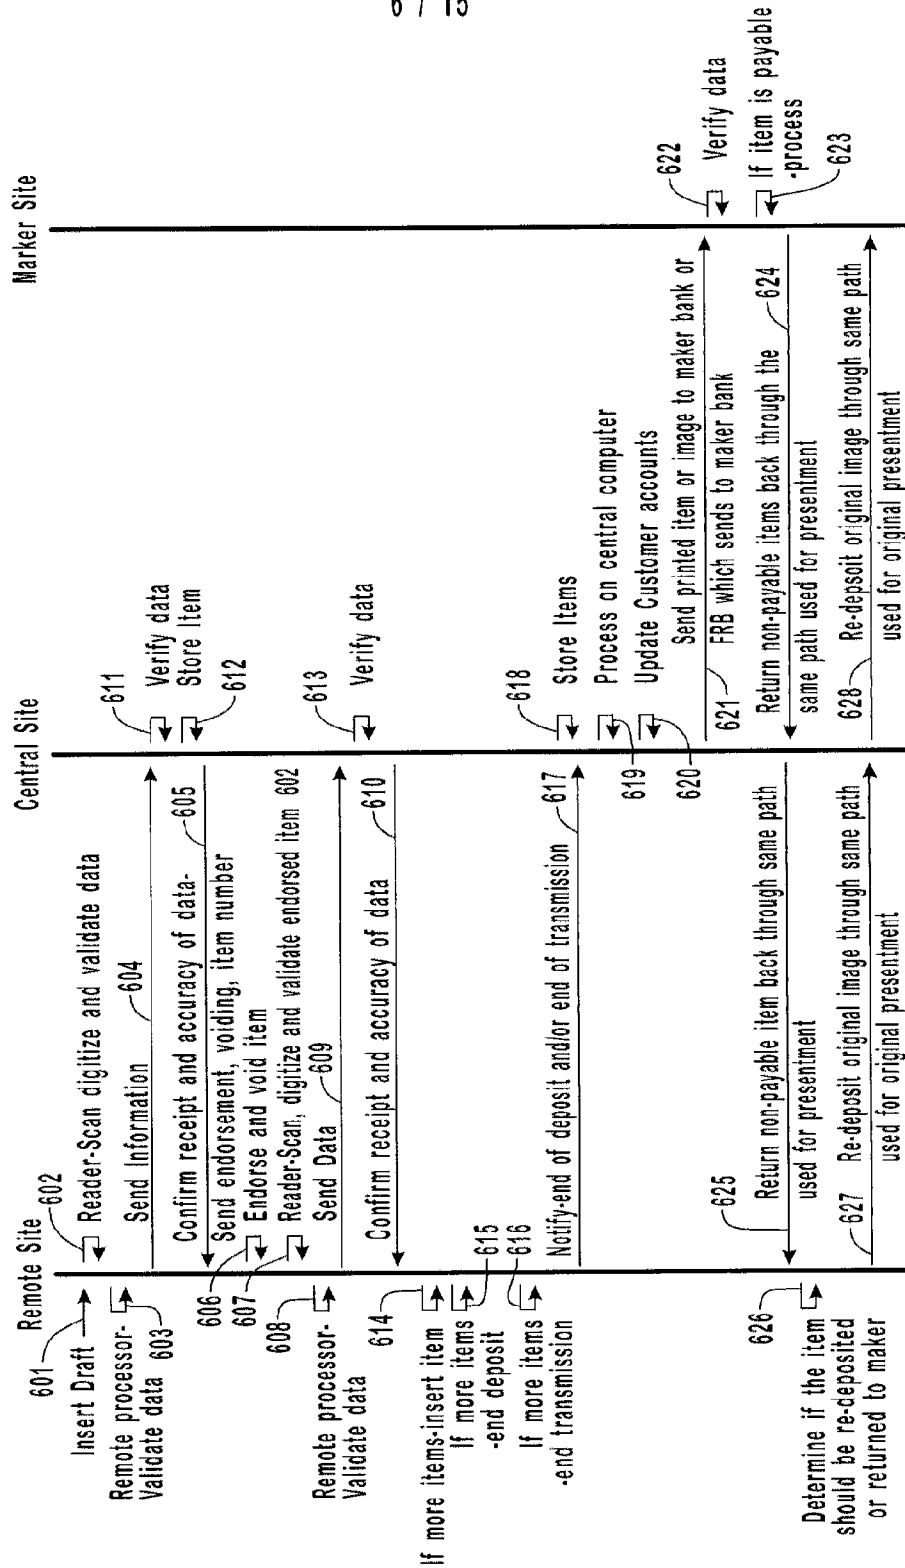 6 / 15
Remote Site
Central Site
Marker Site
601
Insert Draft
602
Reader-Scan digitize and validate data
Remote processor-
Validate data
603
Send Information
604
611
Verify data
Store Item
612
Confirm receipt and accuracy of data-
605
Send endorsement, voiding, item number
606
Endorse and void item
607
Reader-Scan, digitize and validate endorsed item 602
608
Remote processor-
Validate data
Send Data
609
613
Verify data
Confirm receipt and accuracy of data
610
614
If more items-insert item
If more items
-end deposit
615
616
If more items
-end transmission
Notify-end of deposit and/or end of transmission
617
618
Store Items
Process on central computer
619
Update Customer accounts
620
Send printed item or image to maker bank or
621
FRB which sends to maker bank
622
Verify data
If item is payable
-process
623
Return non-payable items back through the
624
same path used for presentment
625
Return non-payable item back through same path
used for presentment
626
Determine if the item
should be re-deposited
or returned to maker
627
Re-deposit original image through same path
used for original presentment
628
Re-depsoit original image through same path
used for original presentment